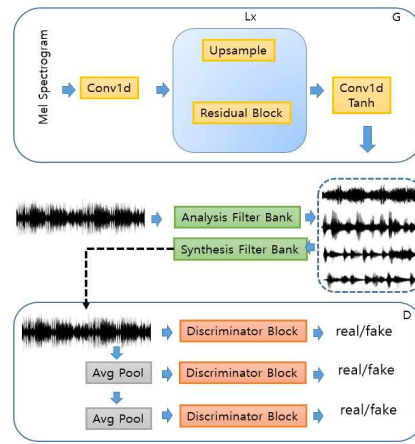 Lx
G
Upsample
Mel Spectrogram
Conv1d
Conv1d
Tanh
Residual Block
Analysis Filter Bank
Synthesis Filter Bank
D
Discriminator Block
real/fake
Avg Pool
Discriminator Block
real/fake
Avg Pool
Discriminator Block
real/fake